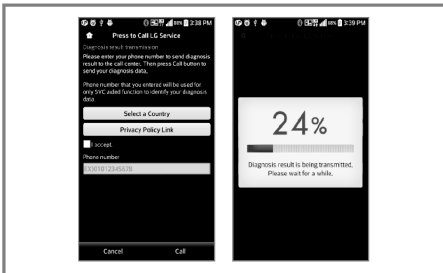 88% 3:38 PM
Press to Call LG Service
Diagnosis result transmission
Please enter your phone number to send diagnosis
result to the call center. Then press Call button to
send your diagnosis data.
Phone number that you entered will be used for
only SVC aided function to identify your diagnosis
data.
Select a Country
Privacy Policy Link
I accept
Phone number
EX)01012345678
Cancel Call
88% 3:39 PM
24%
Diagnosis result is being transmitted.
Please wait for a while.